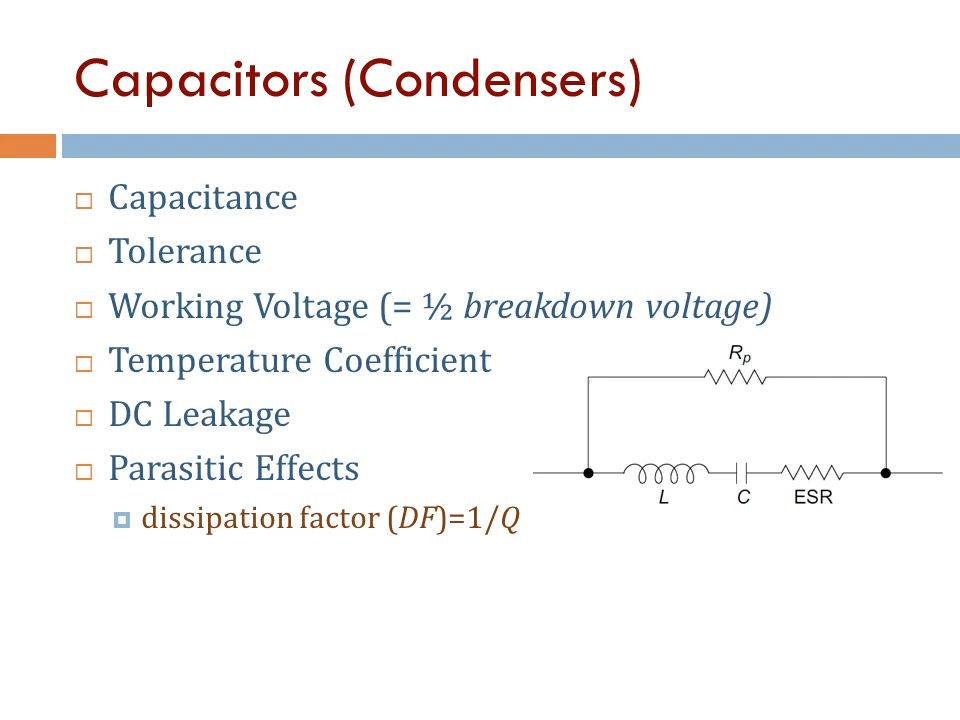 Capacitors (Condensers)
Capacitance
Tolerance
Working Voltage (= ½ breakdown voltage)
Temperature Coefficient
DC Leakage
Parasitic Effects
dissipation factor (DF)=1/Q
Rp
L C ESR